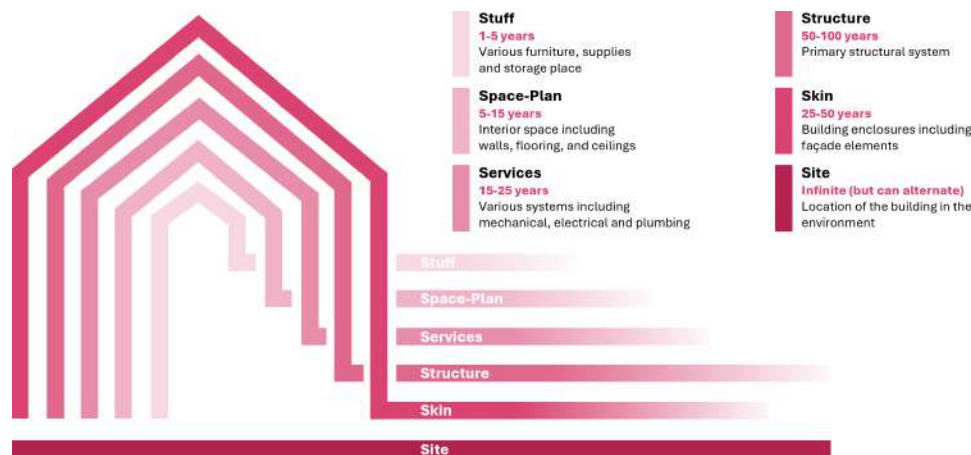 Stuff
1-5 years
Various furniture, supplies
and storage place
Space-Plan
5-15 years
Interior space including
walls, flooring, and ceilings
Services
15-25 years
Various systems including
mechanical, electrical and plumbing
Structure
50-100 years
Primary structural system
Skin
25-50 years
Building enclosures including
façade elements
Site
Infinite (but can alternate)
Location of the building in the
environment
Stuff
Space-Plan
Services
Structure
Skin
Site